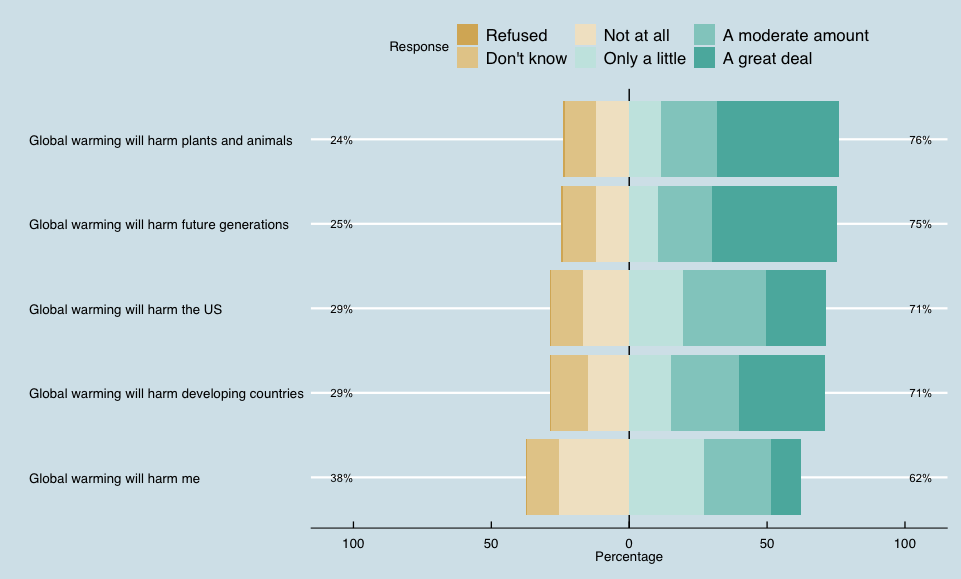 Response
Refused Not at all A moderate amount
Don't know Only a little A great deal
Global warming will harm plants and animals 24% 76%
Global warming will harm future generations 25% 75%
Global warming will harm the US 29% 71%
Global warming will harm developing countries 29% 71%
Global warming will harm me 38% 62%
100 50 0 50 100
Percentage